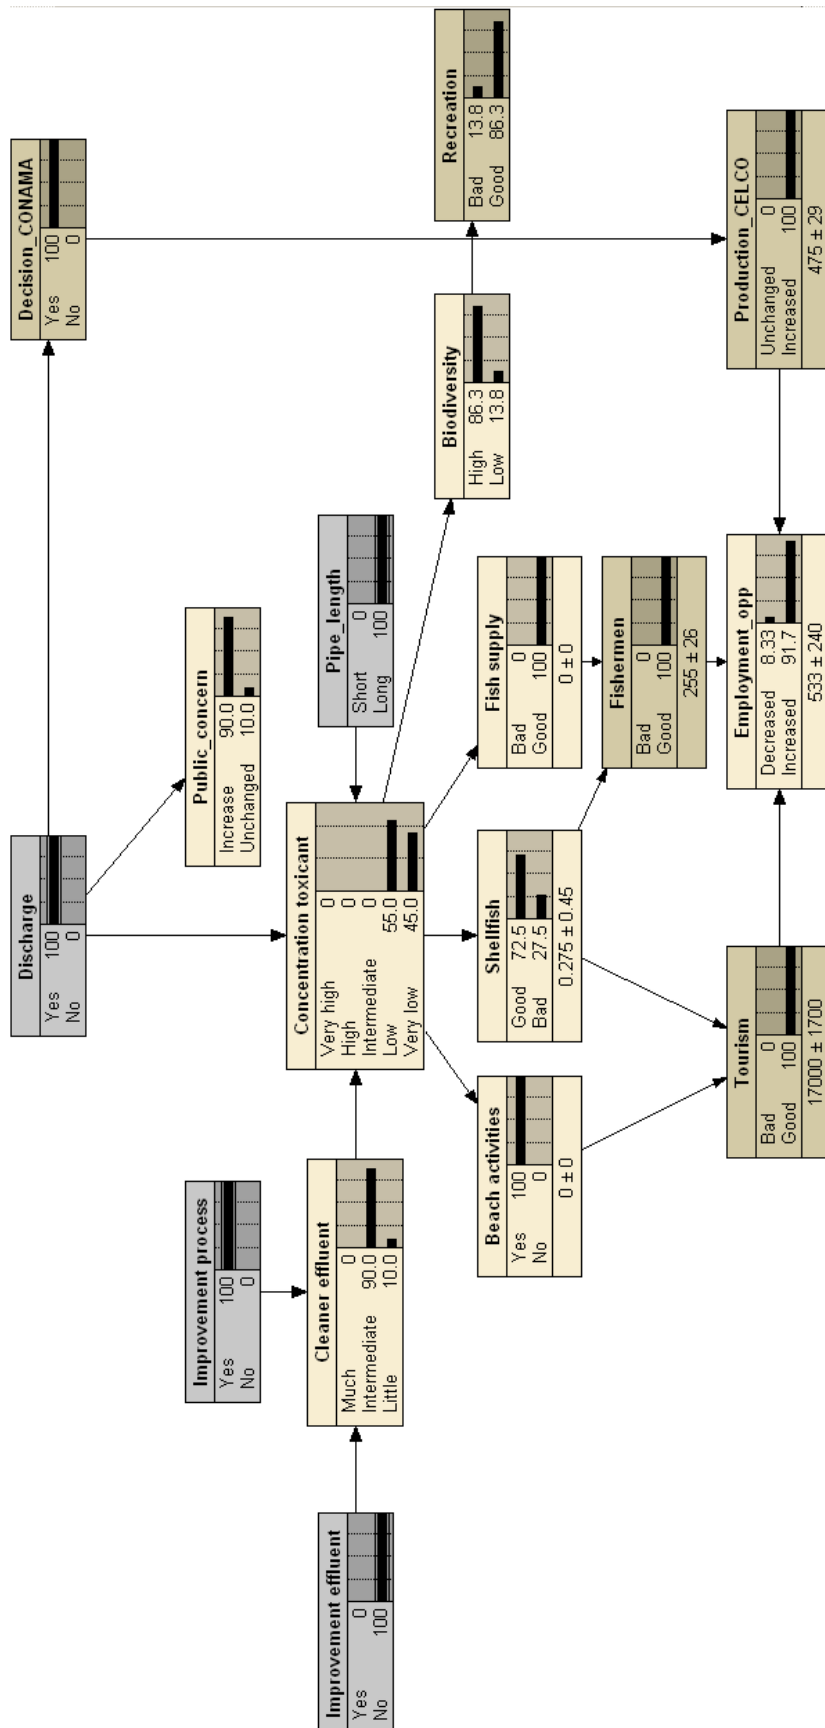 Discharge
Yes 100
No 0
Decision_CONAMA
Yes 100
No 0
Improvement process
Yes 100
No 0
Public_concern
Increase 90.0
Unchanged 10.0
Improvement effluent
Yes 0
No 100
Cleaner effluent
Much 0
Intermediate 90.0
Little 10.0
Concentration toxicant
Very high 0
High 0
Intermediate 0
Low 55.0
Very low 45.0
Pipe_length
Short 0
Long 100
Biodiversity
High 86.3
Low 13.8
Recreation
Bad 13.8
Good 86.3
Beach activities
Yes 100
No 0
0 ± 0
Shellfish
Good 72.5
Bad 27.5
0.275 ± 0.45
Fish supply
Bad 0
Good 100
0 ± 0
Fishermen
Bad 0
Good 100
255 ± 26
Tourism
Bad 0
Good 100
17000 ± 1700
Employment_opp
Decreased 8.33
Increased 91.7
533 ± 240
Production_CELCO
Unchanged 0
Increased 100
475 ± 29